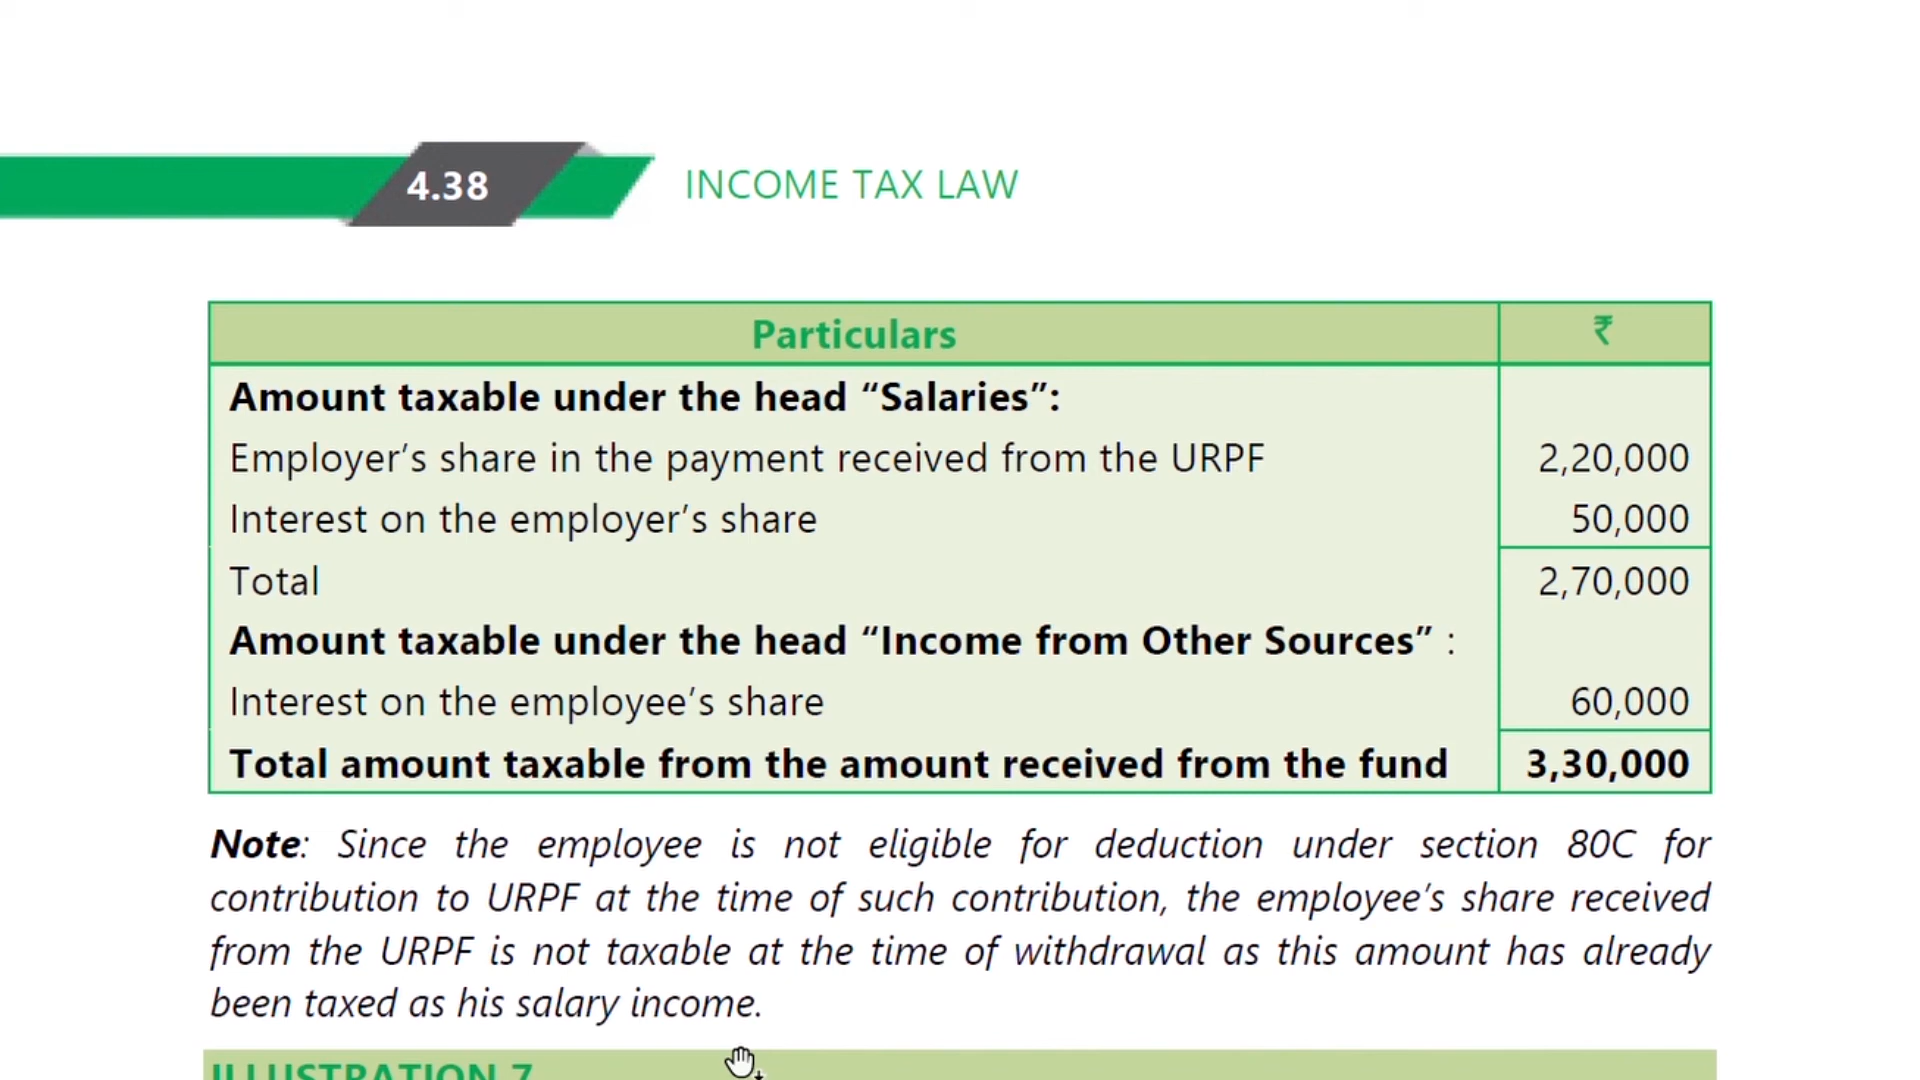 4.38 INCOME TAX LAW
Particulars ₹
Amount taxable under the head “Salaries”:
Employer’s share in the payment received from the URPF 2,20,000
Interest on the employer’s share 50,000
Total 2,70,000
Amount taxable under the head “Income from Other Sources” :
Interest on the employee’s share 60,000
Total amount taxable from the amount received from the fund 3,30,000
Note: Since the employee is not eligible for deduction under section 80C for
contribution to URPF at the time of such contribution, the employee’s share received
from the URPF is not taxable at the time of withdrawal as this amount has already
been taxed as his salary income.
ILLUSTRATION 7